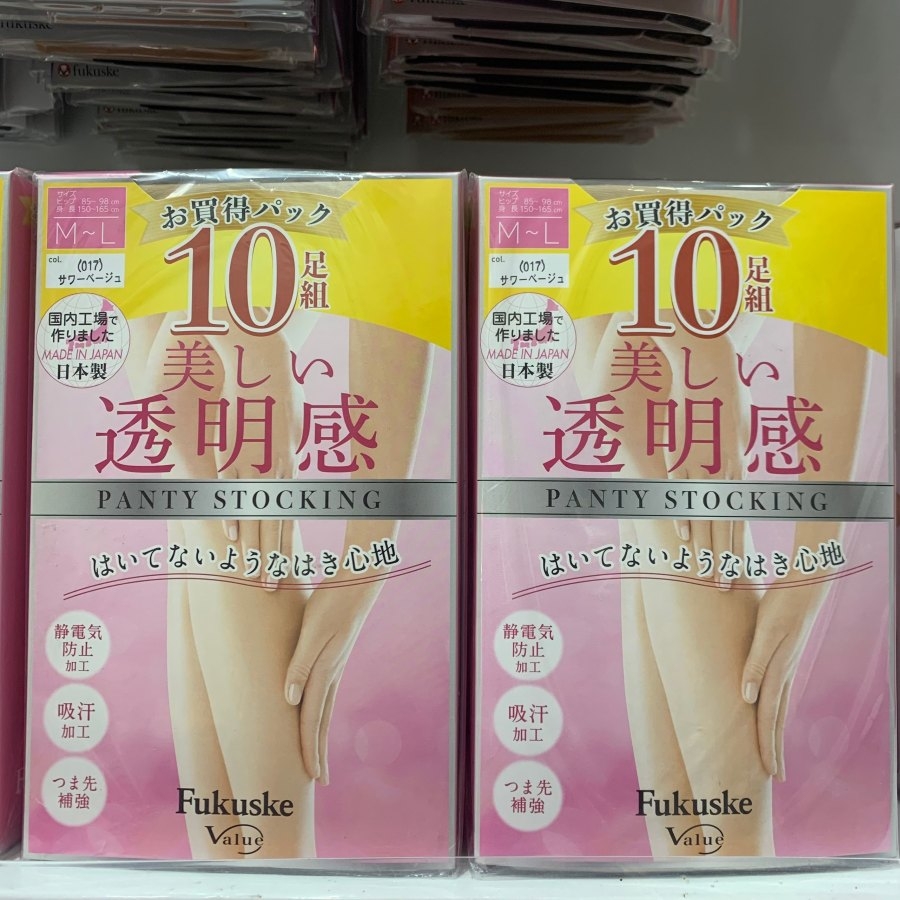 fukuske
fukuske
サイズ
ヒップ 85~98cm
身長 150~165cm
M~L
col.
(017)
サワーベージュ
お買得パック
10足組
国内工場で
作りました
MADE IN JAPAN
日本製
美しい
透明感
PANTY STOCKING
はいてないようなはき心地
静電気
防止
加工
吸汗
加工
つま先
補強
Fukuske
Value
サイズ
ヒップ 85~98cm
身長 150~165cm
M~L
col.
(017)
サワーベージュ
お買得パック
10足組
国内工場で
作りました
MADE IN JAPAN
日本製
美しい
透明感
PANTY STOCKING
はいてないようなはき心地
静電気
防止
加工
吸汗
加工
つま先
補強
Fukuske
Value